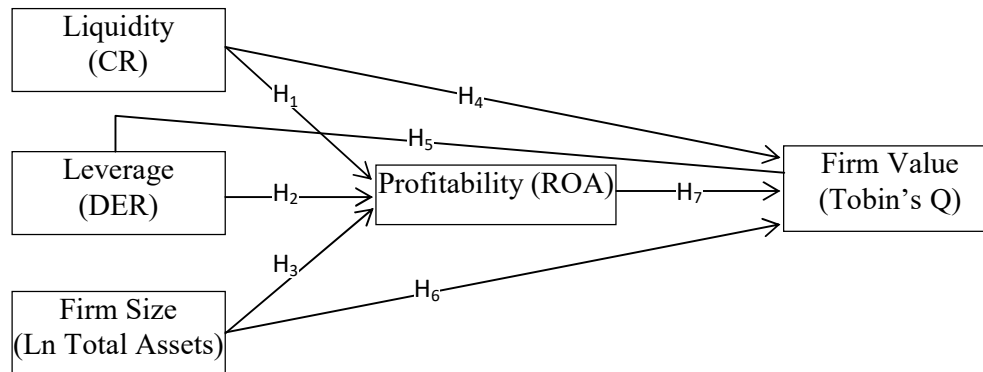 Liquidity
(CR)
H₁
H₄
H₅
Leverage
(DER)
H₂
Profitability (ROA)
H₇
Firm Value
(Tobin’s Q)
H₃
H₆
Firm Size
(Ln Total Assets)